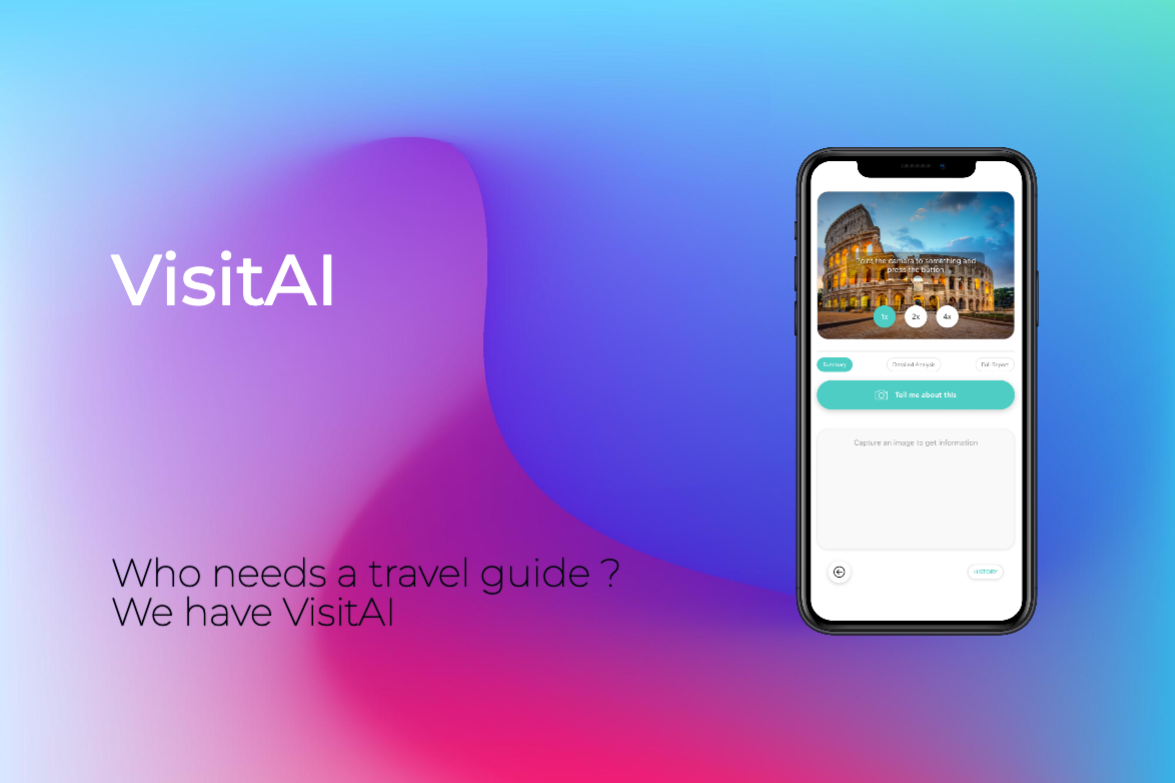 VisitAI
Who needs a travel guide ?
We have VisitAI
Point the camera to something and
press the button
1x
2x
4x
Summary
Detailed Analysis
Full Report
Tell me about this
Capture an image to get information
HISTORY